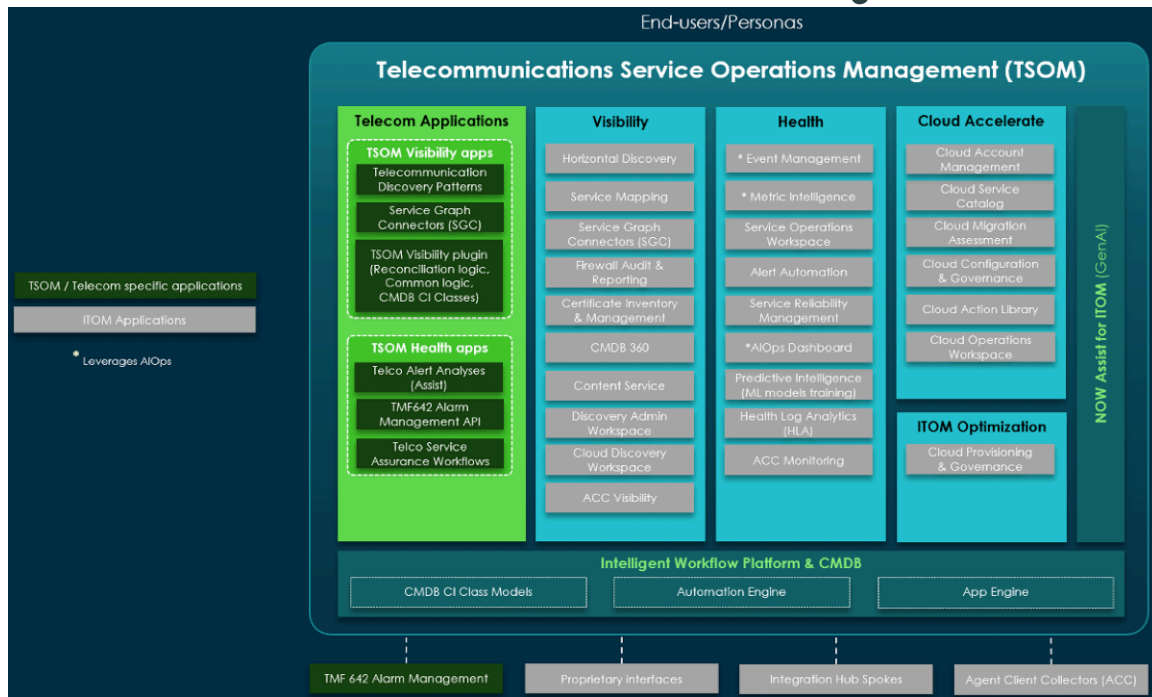 End-users/Personas
Telecommunications Service Operations Management (TSOM)
Telecom Applications
TSOM Visibility apps
Telecommunication
Discovery Patterns
Service Graph
Connectors (SGC)
TSOM Visibility plugin
(Reconciliation logic,
Common logic,
CMDB CI Classes)
TSOM Health apps
Telco Alert Analyses
(Assist)
TMF642 Alarm
Management API
Telco Service
Assurance Workflows
Visibility
Horizontal Discovery
Service Mapping
Service Graph
Connectors (SGC)
Firewall Audit &
Reporting
Certificate Inventory
& Management
CMDB 360
Content Service
Discovery Admin
Workspace
Cloud Discovery
Workspace
ACC Visibility
Health
* Event Management
* Metric Intelligence
Service Operations
Workspace
Alert Automation
Service Reliability
Management
*AIOps Dashboard
Predictive Intelligence
(ML models training)
Health Log Analytics
(HLA)
ACC Monitoring
Cloud Accelerate
Cloud Account
Management
Cloud Service
Catalog
Cloud Migration
Assessment
Cloud Configuration
& Governance
Cloud Action Library
Cloud Operations
Workspace
ITOM Optimization
Cloud Provisioning
& Governance
NOW Assist for ITOM (GenAI)
TSOM / Telecom specific applications
ITOM Applications
* Leverages AIOps
Intelligent Workflow Platform & CMDB
CMDB CI Class Models
Automation Engine
App Engine
TMF 642 Alarm Management
Proprietary interfaces
Integration Hub Spokes
Agent Client Collectors (ACC)